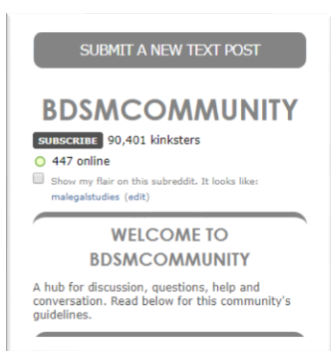 SUBMIT A NEW TEXT POST
BDSMCOMMUNITY
SUBSCRIBE 90,401 kinksters
447 online
Show my flair on this subreddit. It looks like:
malegalstudies (edit)
WELCOME TO
BDSMCOMMUNITY
A hub for discussion, questions, help and
conversation. Read below for this community's
guidelines.